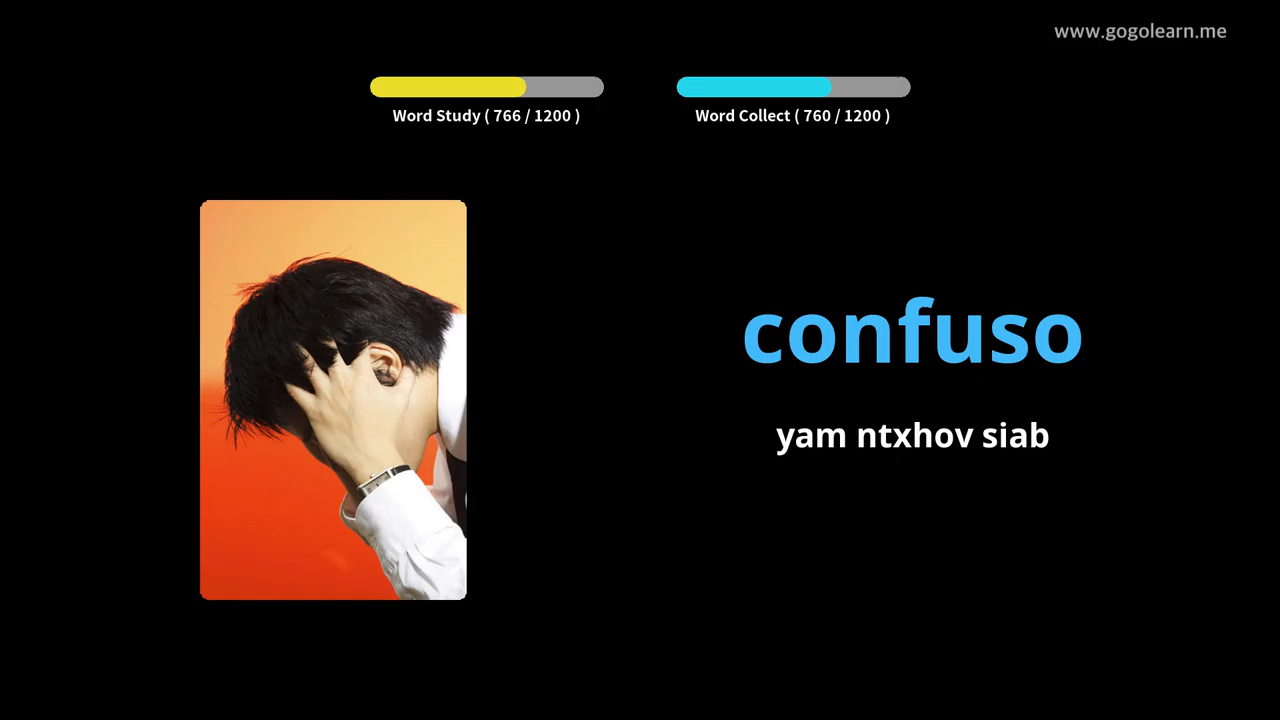 www.gogolearn.me
Word Study ( 766 / 1200 )
Word Collect ( 760 / 1200 )
confuso
yam ntxhov siab